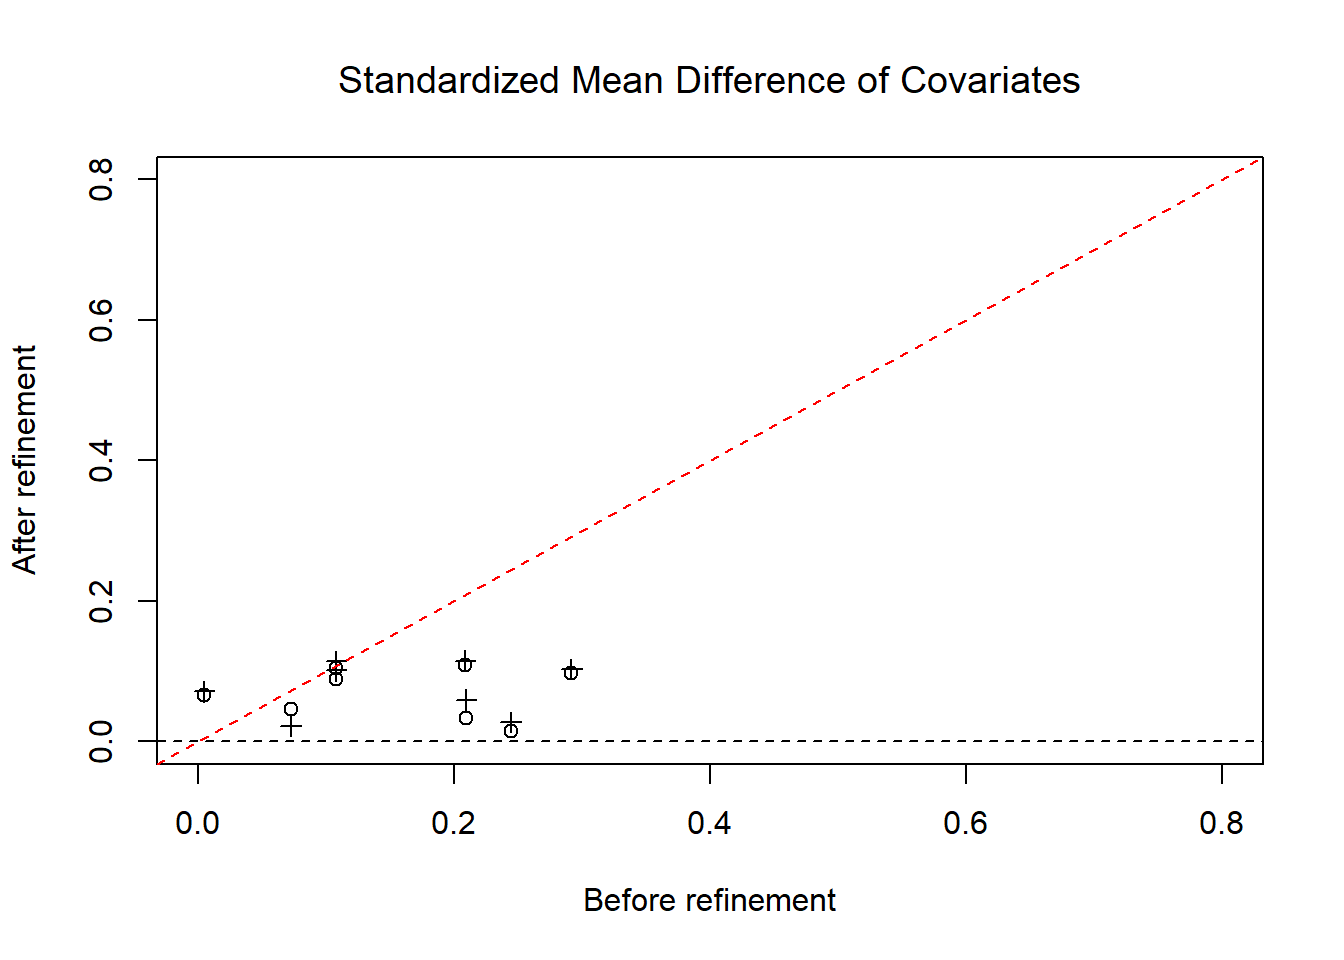 Standardized Mean Difference of Covariates
0.8
0.6
0.4
0.2
0.0
After refinement
0.0 0.2 0.4 0.6 0.8
Before refinement